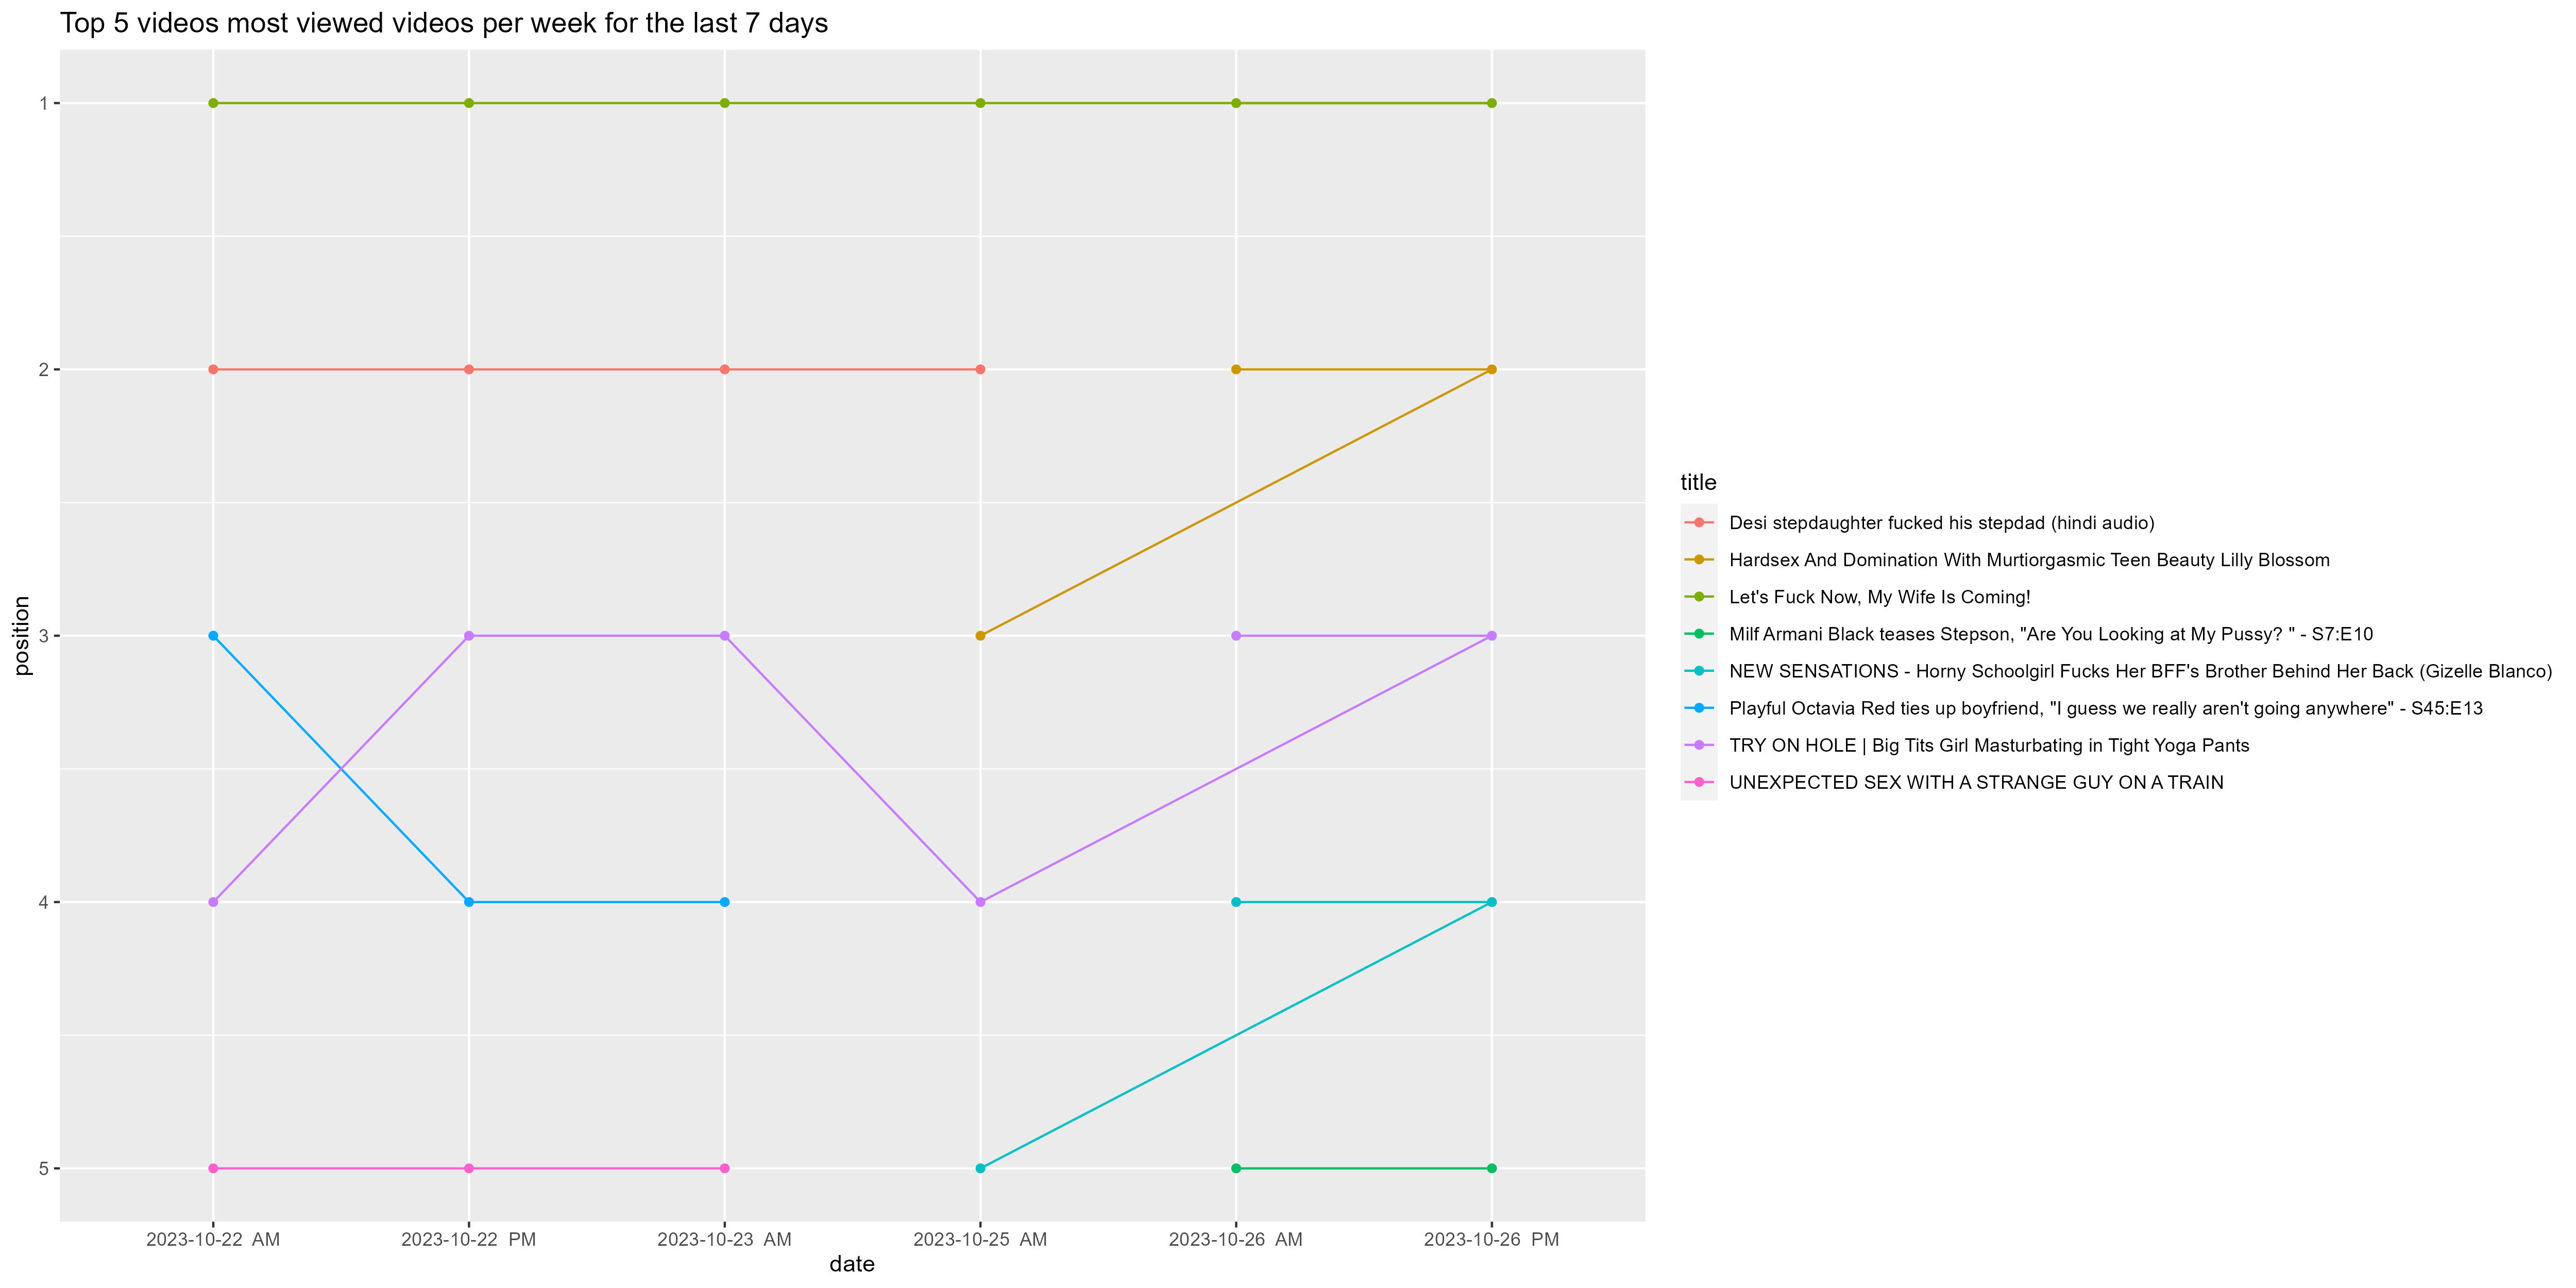 Top 5 videos most viewed videos per week for the last 7 days
position
1
2
3
4
5
2023-10-22 AM
2023-10-22 PM
2023-10-23 AM
2023-10-25 AM
2023-10-26 AM
2023-10-26 PM
date
title
Desi stepdaughter fucked his stepdad (hindi audio)
Hardsex And Domination With Murtiorgasmic Teen Beauty Lilly Blossom
Let's Fuck Now, My Wife Is Coming!
Milf Armani Black teases Stepson, "Are You Looking at My Pussy? " - S7:E10
NEW SENSATIONS - Horny Schoolgirl Fucks Her BFF's Brother Behind Her Back (Gizelle Blanco)
Playful Octavia Red ties up boyfriend, "I guess we really aren't going anywhere" - S45:E13
TRY ON HOLE | Big Tits Girl Masturbating in Tight Yoga Pants
UNEXPECTED SEX WITH A STRANGE GUY ON A TRAIN